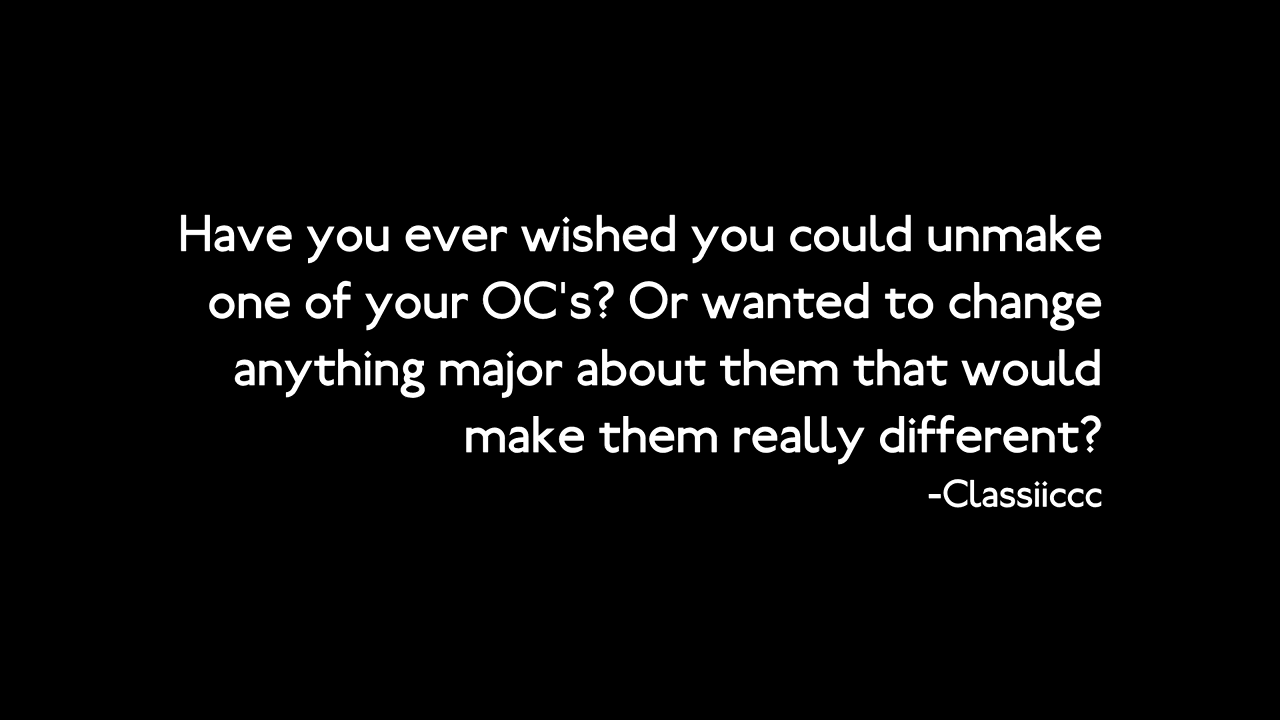 Have you ever wished you could unmake
one of your OC's? Or wanted to change
anything major about them that would
make them really different?
-Classiiccc